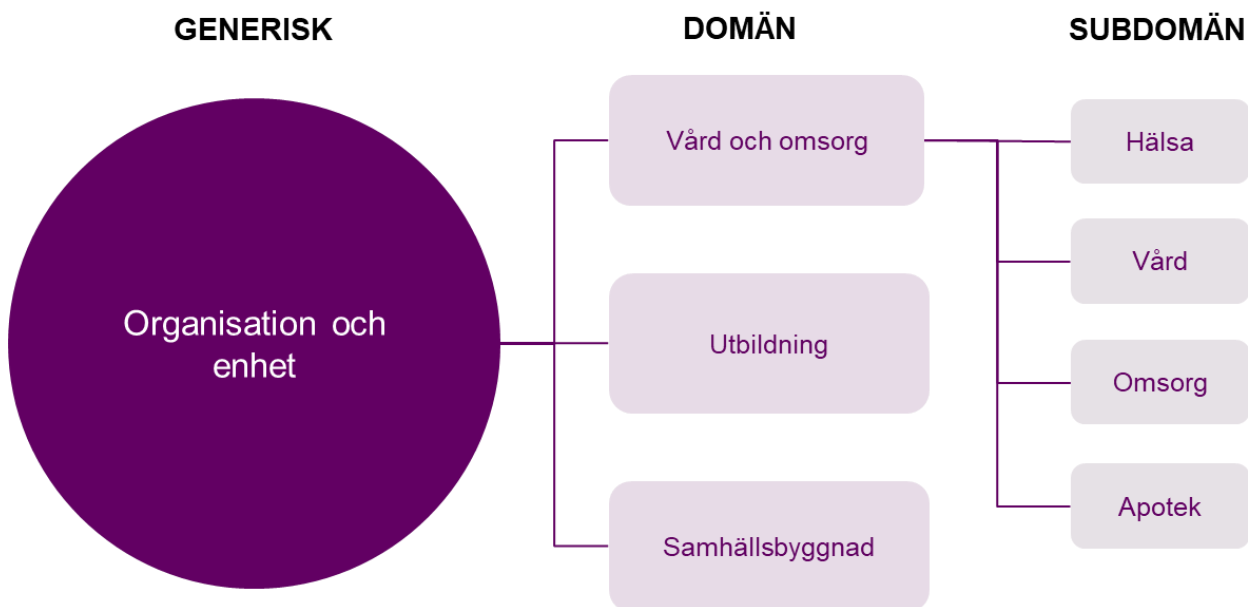 GENERISK
DOMÄN
SUBDOMÄN
Organisation och
enhet
Vård och omsorg
Utbildning
Samhällsbyggnad
Hälsa
Vård
Omsorg
Apotek